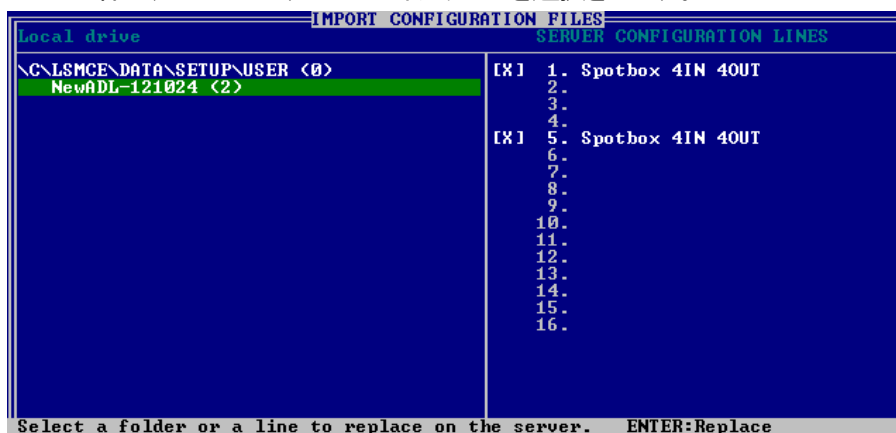 IMPORT CONFIGURATION FILES
Local drive
SERVER CONFIGURATION LINES
\C\LSMCE\DATA\SETUP\USER (0)
NewADL-121024 (2)
[X] 1. Spotbox 4IN 4OUT
2.
3.
4.
[X] 5. Spotbox 4IN 4OUT
6.
7.
8.
9.
10.
11.
12.
13.
14.
15.
16.
Select a folder or a line to replace on the server. ENTER:Replace